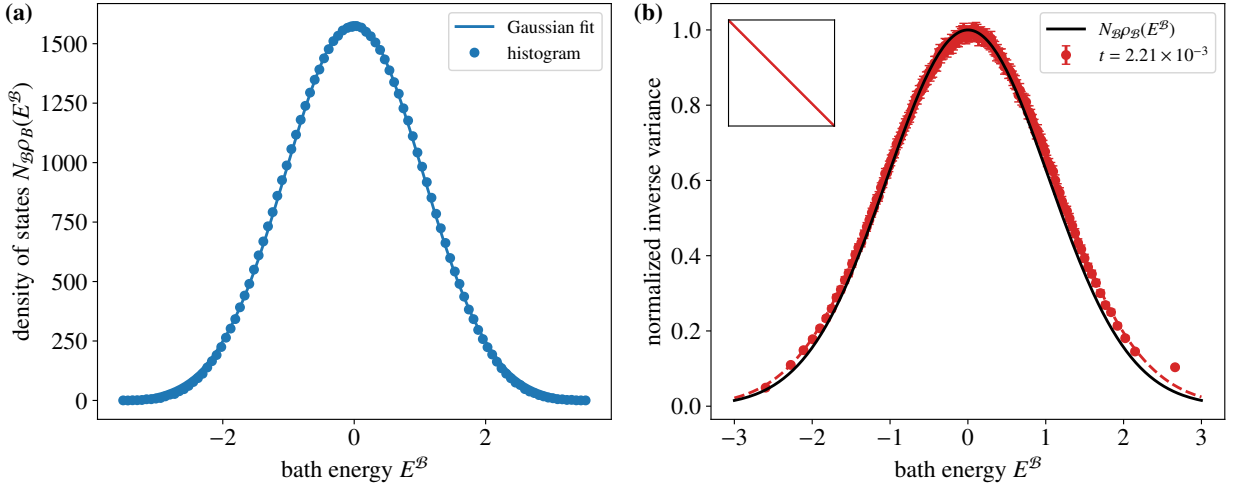 (a)
density of states N_ℬρ_B(E^ℬ)
1500
1250
1000
750
500
250
0
Gaussian fit
histogram
−2
0
2
bath energy E^ℬ
(b)
normalized inverse variance
1.0
0.8
0.6
0.4
0.2
0.0
N_ℬρ_ℬ(E^ℬ)
t = 2.21 × 10⁻³
−3
−2
−1
0
1
2
3
bath energy E^ℬ